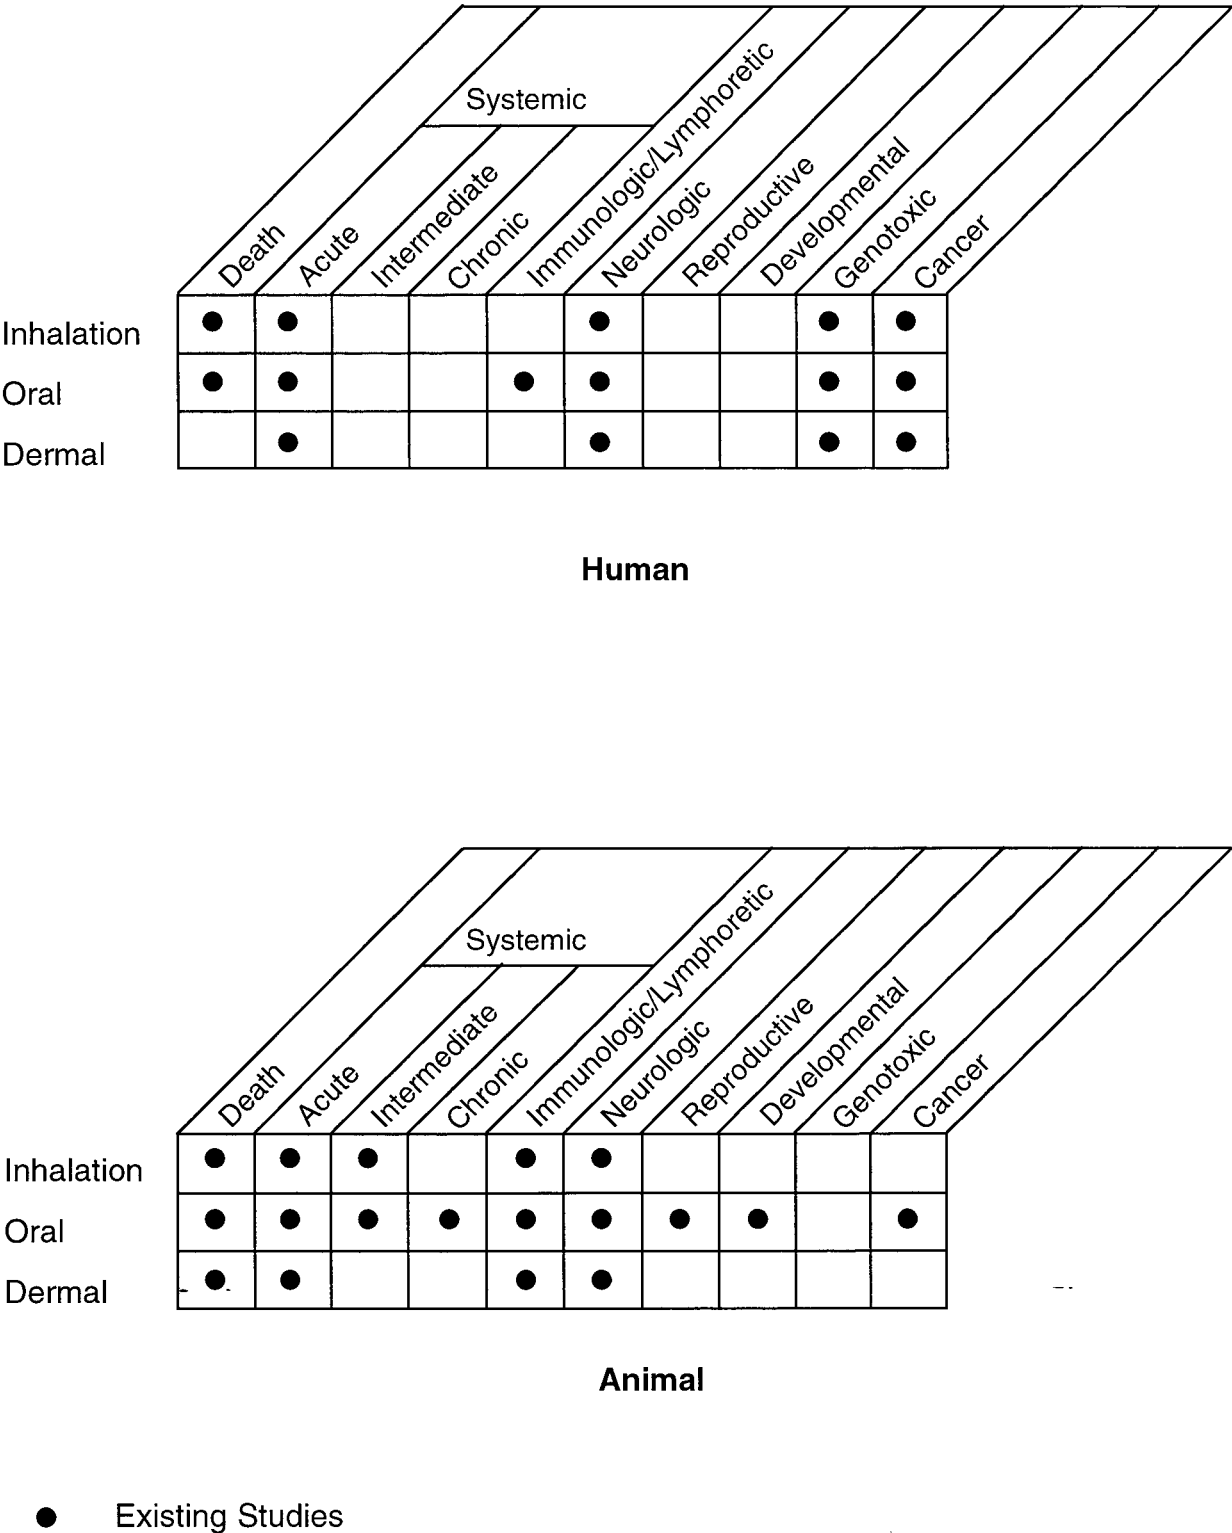 Systemic
Death
Acute
Intermediate
Chronic
Immunologic/Lymphoretic
Neurologic
Reproductive
Developmental
Genotoxic
Cancer
Inhalation
Oral
Dermal
Human
Systemic
Death
Acute
Intermediate
Chronic
Immunologic/Lymphoretic
Neurologic
Reproductive
Developmental
Genotoxic
Cancer
Inhalation
Oral
Dermal
Animal
● Existing Studies